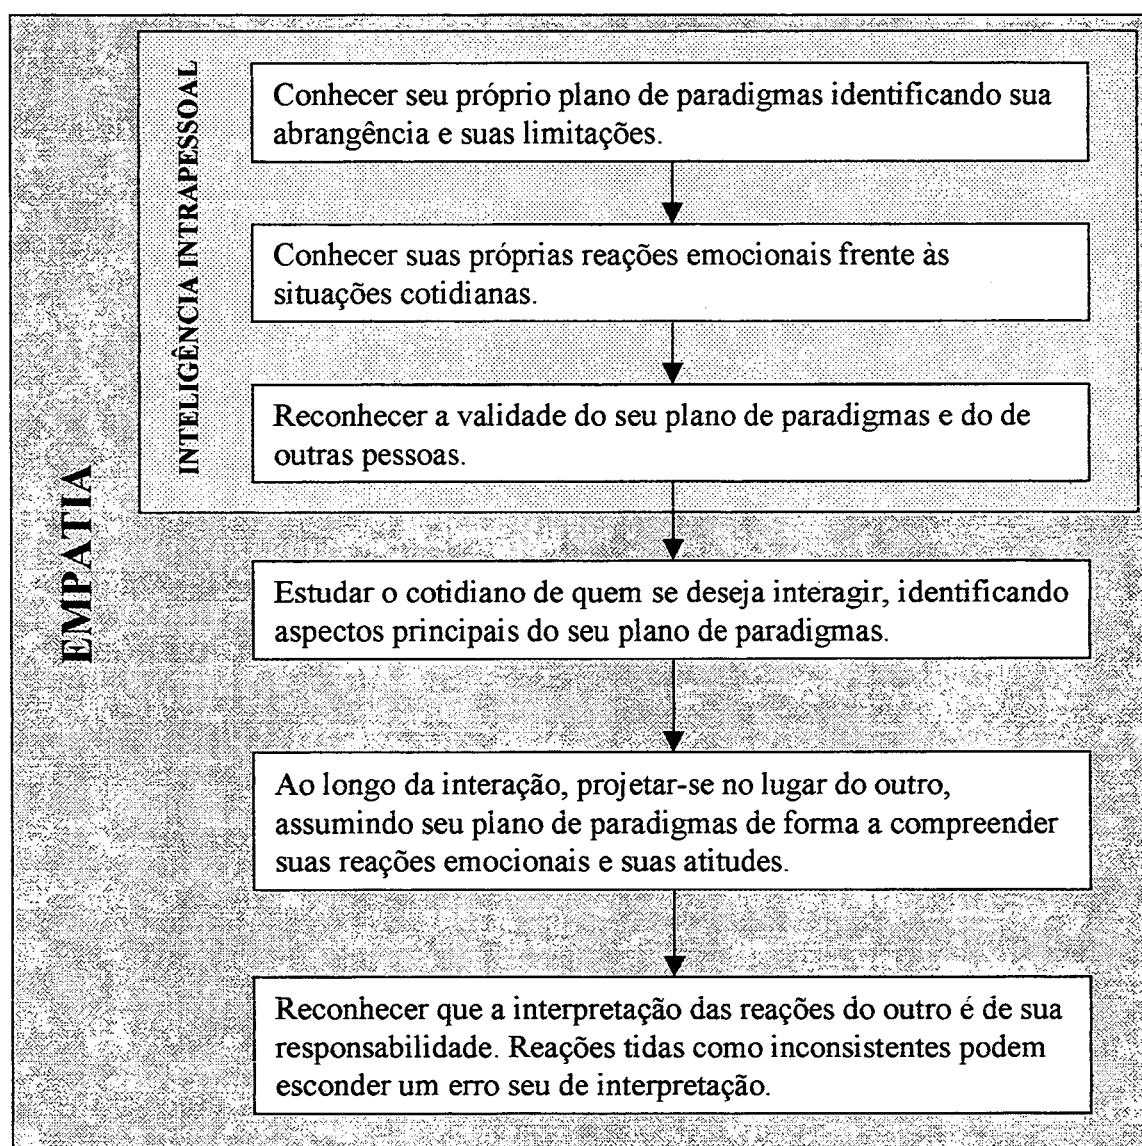 EMPATIA
INTELIGÊNCIA INTRAPESSOAL
Conhecer seu próprio plano de paradigmas identificando sua
abrangência e suas limitações.
Conhecer suas próprias reações emocionais frente às
situações cotidianas.
Reconhecer a validade do seu plano de paradigmas e do de
outras pessoas.
Estudar o cotidiano de quem se deseja interagir, identificando
aspectos principais do seu plano de paradigmas.
Ao longo da interação, projetar-se no lugar do outro,
assumindo seu plano de paradigmas de forma a compreender
suas reações emocionais e suas atitudes.
Reconhecer que a interpretação das reações do outro é de sua
responsabilidade. Reações tidas como inconsistentes podem
esconder um erro seu de interpretação.